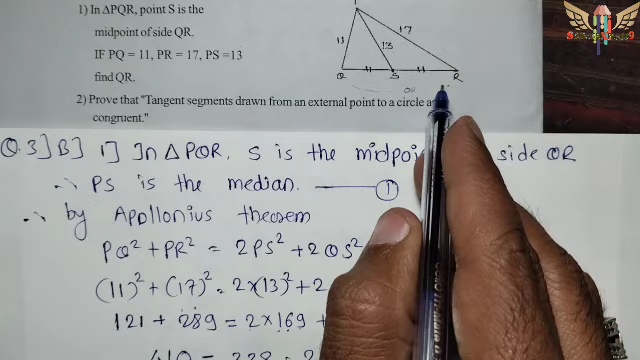 1) In ΔPQR, point S is the
midpoint of side QR.
IF PQ = 11, PR = 17, PS =13
find QR.
11
17
13
Q
S
R
2) Prove that "Tangent segments drawn from an external point to a circle
congruent."
Q.3] B] 1] In Δ PQR, S is the side QR
∴ PS is the median. ——— ①
∴ by Apollonius theorem
PQ² + PR² = 2PS² + 2QS²
(11)² + (17)² = 2×(13)² + 2
121 + 289 = 2×169 +